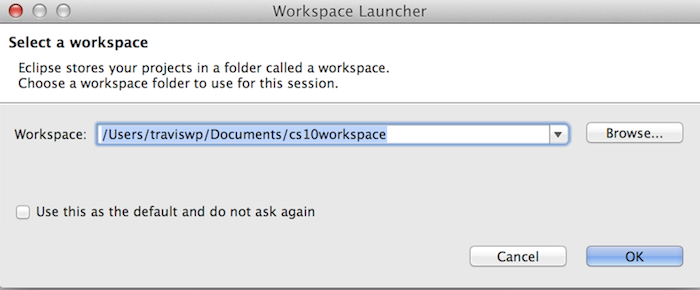 Workspace Launcher
Select a workspace
Eclipse stores your projects in a folder called a workspace.
Choose a workspace folder to use for this session.
Workspace: /Users/traviswp/Documents/cs10workspace Browse...
Use this as the default and do not ask again
Cancel OK